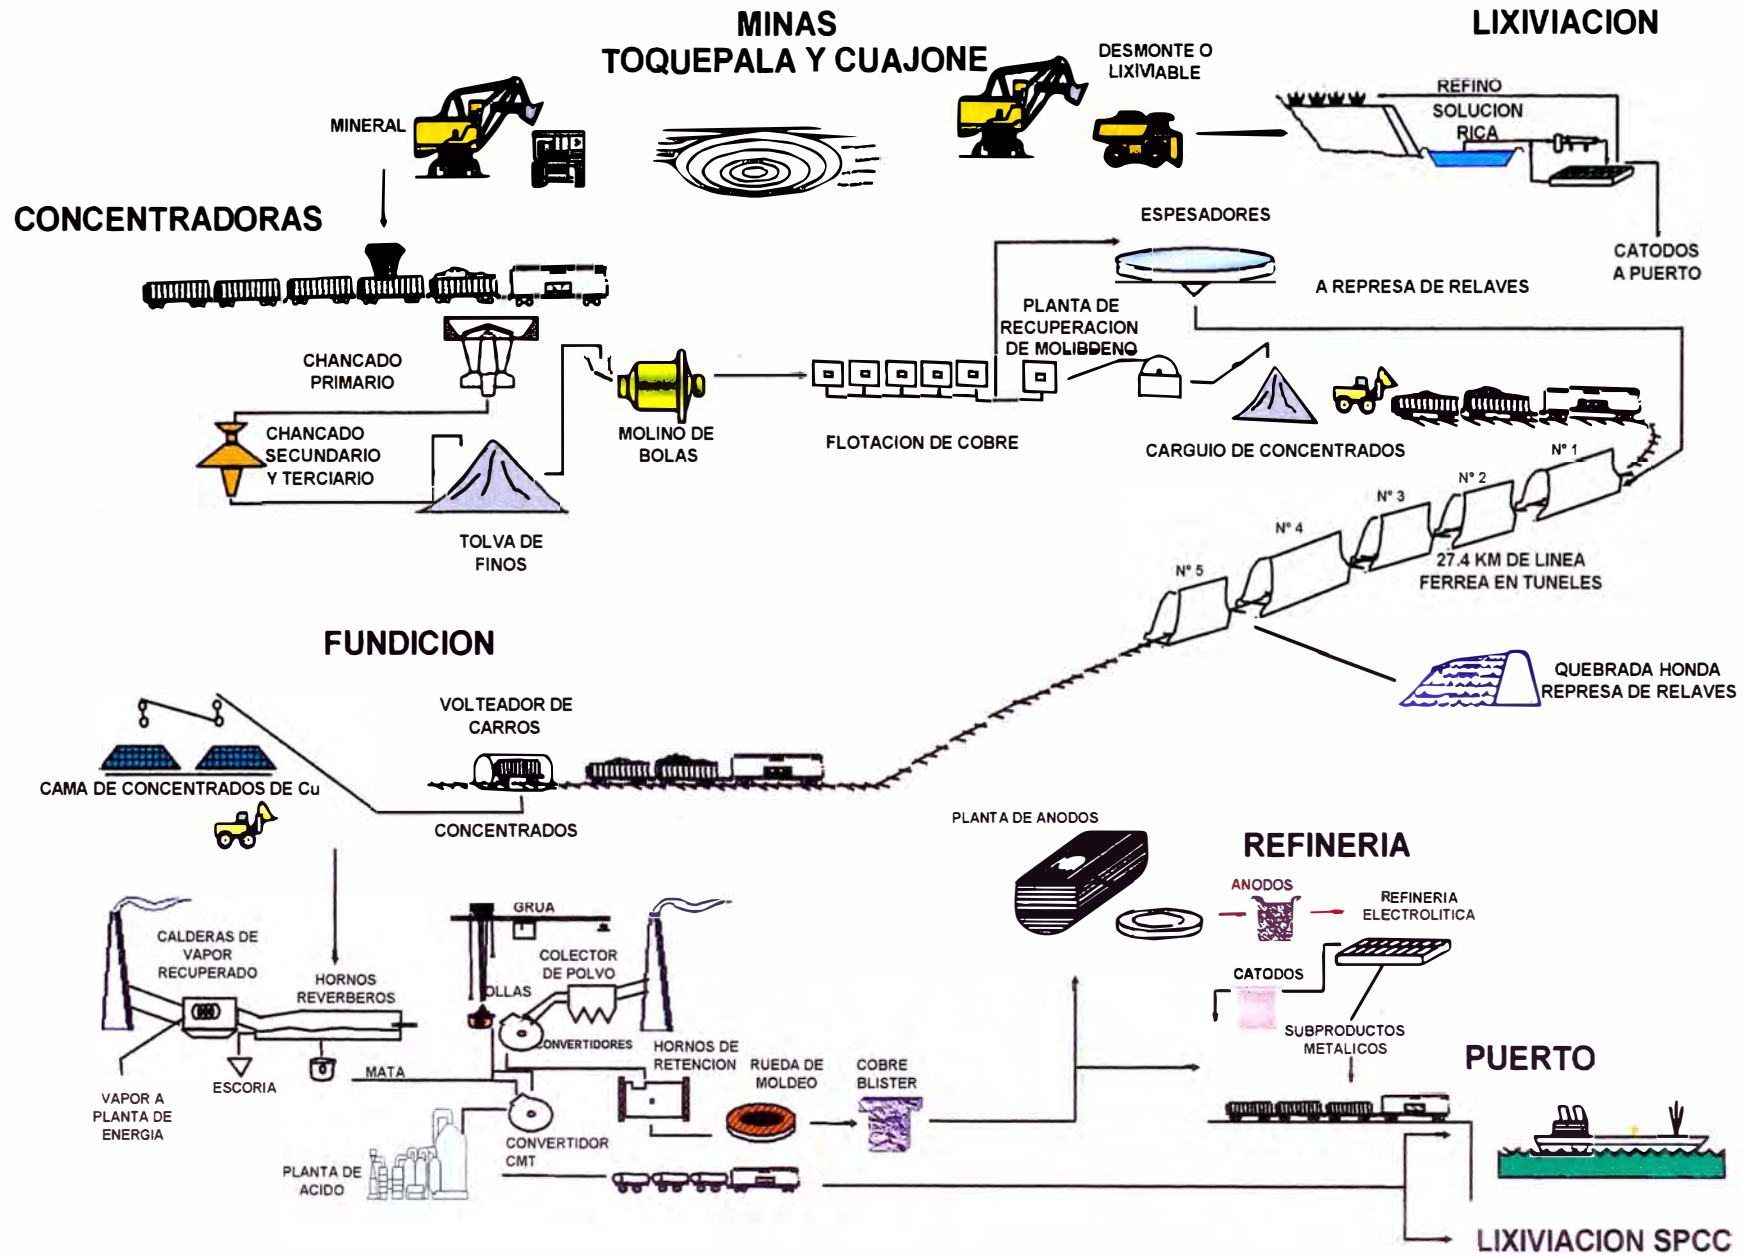 MINAS
TOQUEPALA Y CUAJONE
LIXIVIACION
DESMONTE O
LIXIVIABLE
MINERAL
REFINO
SOLUCION
RICA
CATODOS
A PUERTO
CONCENTRADORAS
ESPESADORES
A REPRESA DE RELAVES
PLANTA DE
RECUPERACION
DE MOLIBDENO
CHANCADO
PRIMARIO
CHANCADO
SECUNDARIO
Y TERCIARIO
TOLVA DE
FINOS
MOLINO DE
BOLAS
FLOTACION DE COBRE
CARGUIO DE CONCENTRADOS
N° 1
N° 2
N° 3
N° 4
N° 5
27.4 KM DE LINEA
FERREA EN TUNELES
QUEBRADA HONDA
REPRESA DE RELAVES
FUNDICION
VOLTEADOR DE
CARROS
CAMA DE CONCENTRADOS DE Cu
CONCENTRADOS
PLANTA DE ANODOS
REFINERIA
ANODOS
REFINERIA
ELECTROLITICA
CATODOS
SUBPRODUCTOS
METALICOS
GRUA
CALDERAS DE
VAPOR
RECUPERADO
HORNOS
REVERBEROS
COLECTOR
DE POLVO
OLLAS
CONVERTIDORES
HORNOS DE
RETENCION
RUEDA DE
MOLDEO
COBRE
BLISTER
MATA
ESCORIA
VAPOR A
PLANTA DE
ENERGIA
CONVERTIDOR
CMT
PLANTA DE
ACIDO
PUERTO
LIXIVIACION SPCC